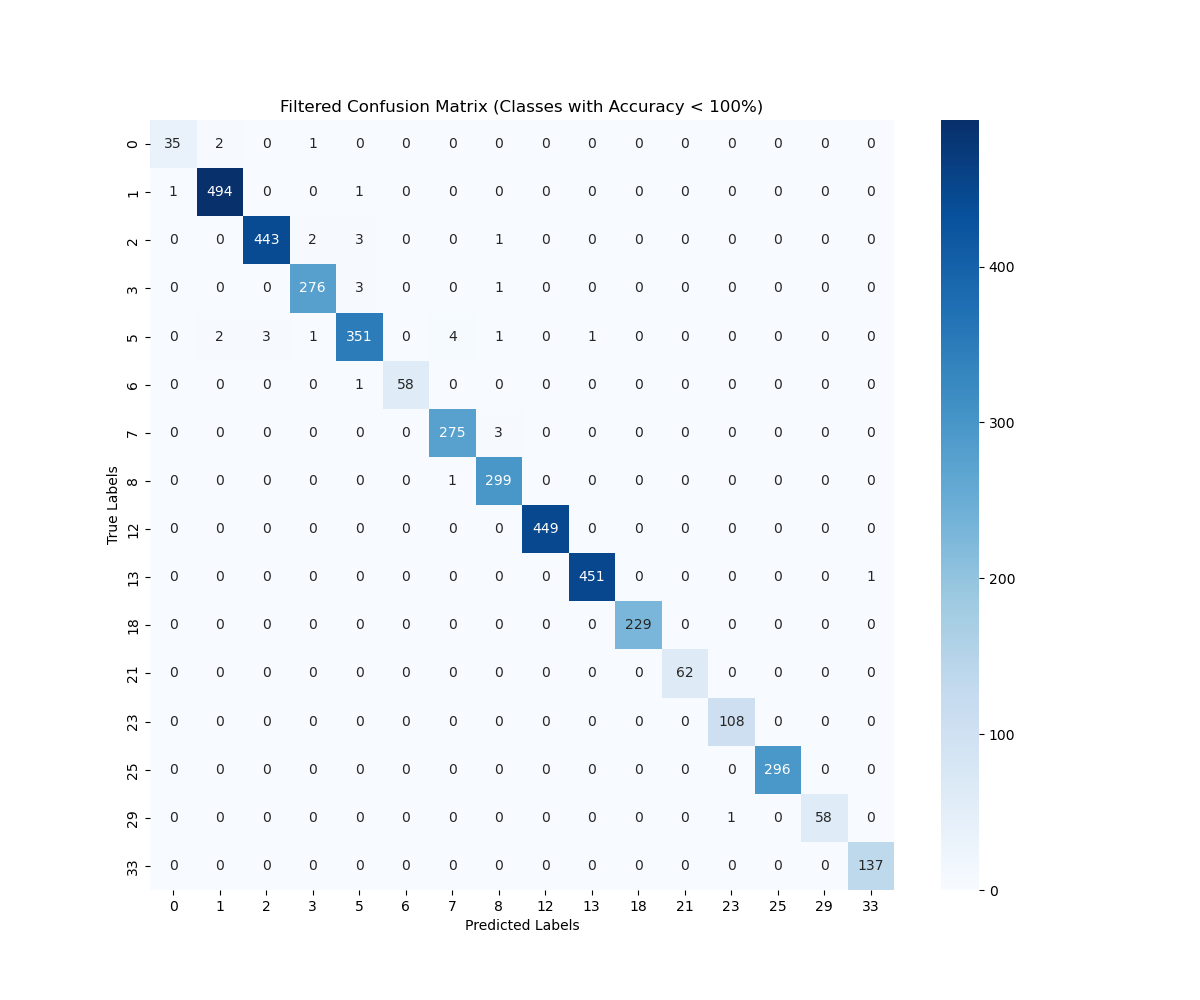 Filtered Confusion Matrix (Classes with Accuracy < 100%)
0 35 2 0 1 0 0 0 0 0 0 0 0 0 0 0 0
1 1 494 0 0 1 0 0 0 0 0 0 0 0 0 0 0
2 0 0 443 2 3 0 0 1 0 0 0 0 0 0 0 0
3 0 0 0 276 3 0 0 1 0 0 0 0 0 0 0 0
5 0 2 3 1 351 0 4 1 0 1 0 0 0 0 0 0
6 0 0 0 0 1 58 0 0 0 0 0 0 0 0 0 0
7 0 0 0 0 0 0 275 3 0 0 0 0 0 0 0 0
8 0 0 0 0 0 0 1 299 0 0 0 0 0 0 0 0
12 0 0 0 0 0 0 0 0 449 0 0 0 0 0 0 0
13 0 0 0 0 0 0 0 0 0 451 0 0 0 0 0 1
18 0 0 0 0 0 0 0 0 0 0 229 0 0 0 0 0
21 0 0 0 0 0 0 0 0 0 0 0 62 0 0 0 0
23 0 0 0 0 0 0 0 0 0 0 0 0 108 0 0 0
25 0 0 0 0 0 0 0 0 0 0 0 0 0 296 0 0
29 0 0 0 0 0 0 0 0 0 0 0 0 1 0 58 0
33 0 0 0 0 0 0 0 0 0 0 0 0 0 0 0 137
0 1 2 3 5 6 7 8 12 13 18 21 23 25 29 33
Predicted Labels
True Labels
400
300
200
100
0